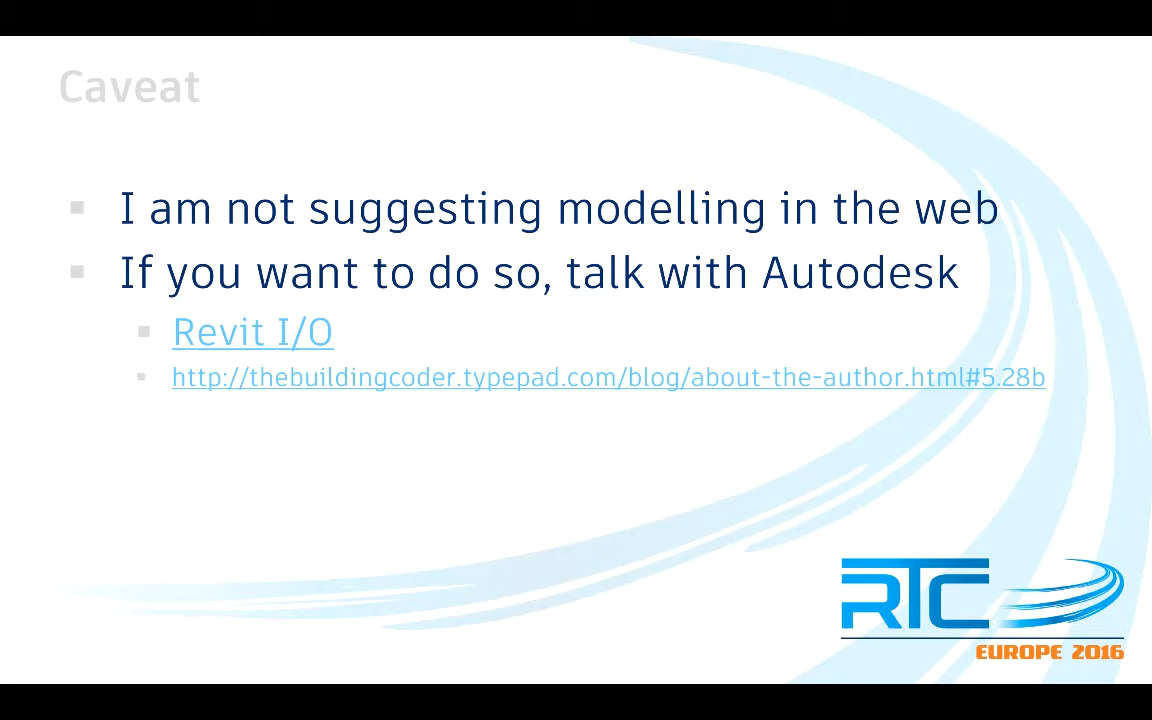 Caveat
I am not suggesting modelling in the web
If you want to do so, talk with Autodesk
Revit I/O
http://thebuildingcoder.typepad.com/blog/about-the-author.html#5.28b
RTC
EUROPE 2016